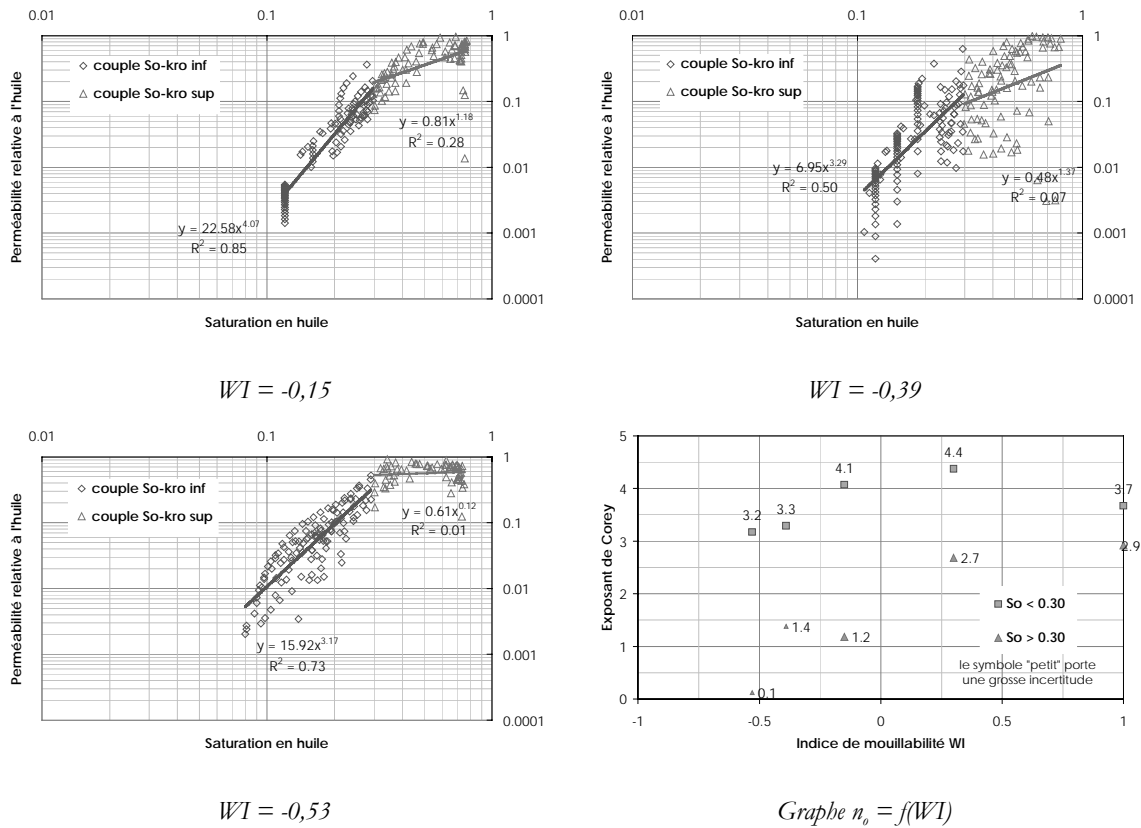 0.01 0.1 1
Perméabilité relative à l'huile
couple So-kro inf
couple So-kro sup
1
0.1
0.01
0.001
0.0001
y = 0.81x^1.18
R² = 0.28
y = 22.58x^4.07
R² = 0.85
Saturation en huile
WI = -0,15
0.01 0.1 1
Perméabilité relative à l'huile
couple So-kro inf
couple So-kro sup
1
0.1
0.01
0.001
0.0001
y = 6.95x^3.29
R² = 0.50
y = 0.48x^1.37
R² = 0.07
Saturation en huile
WI = -0,39
0.01 0.1 1
Perméabilité relative à l'huile
couple So-kro inf
couple So-kro sup
1
0.1
0.01
0.001
0.0001
y = 0.61x^0.12
R² = 0.01
y = 15.92x^3.17
R² = 0.73
Saturation en huile
WI = -0,53
Exposant de Corey
5
4
3
2
1
0
3.2
3.3
4.1
4.4
3.7
2.9
2.7
1.4
1.2
0.1
So < 0.30
So > 0.30
le symbole "petit" porte
une grosse incertitude
-1 -0.5 0 0.5 1
Indice de mouillabilité WI
Graphe nₒ = f(WI)